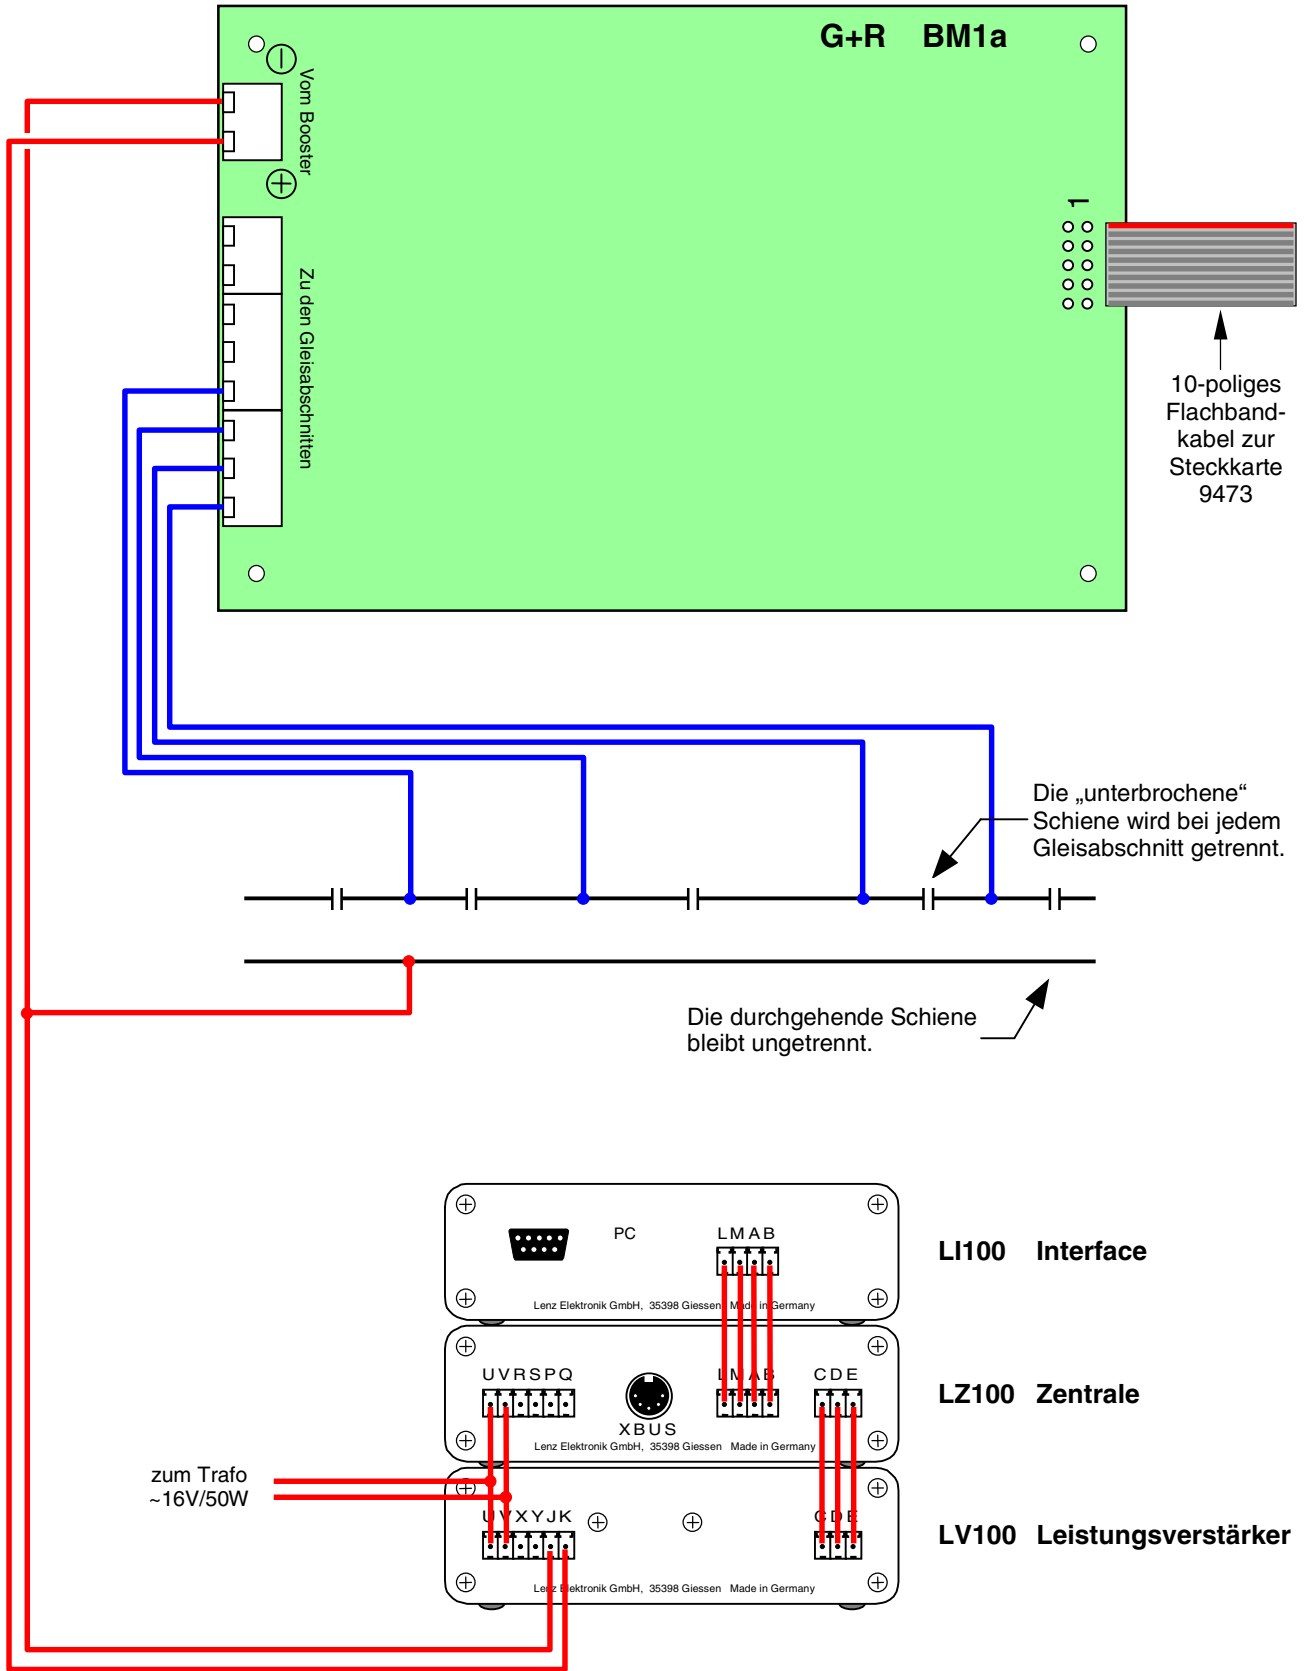 G+R BM1a
Vom Booster
Zu den Gleisabschnitten
1
10-poliges
Flachband-
kabel zur
Steckkarte
9473
Die „unterbrochene“
Schiene wird bei jedem
Gleisabschnitt getrennt.
Die durchgehende Schiene
bleibt ungetrennt.
PC
LMAB
Lenz Elektronik GmbH, 35398 Giessen Made in Germany
LI100 Interface
UVRSPQ
LMAB
CDE
XBUS
Lenz Elektronik GmbH, 35398 Giessen Made in Germany
LZ100 Zentrale
zum Trafo
~16V/50W
UVXYJK
CDE
Lenz Elektronik GmbH, 35398 Giessen Made in Germany
LV100 Leistungsverstärker